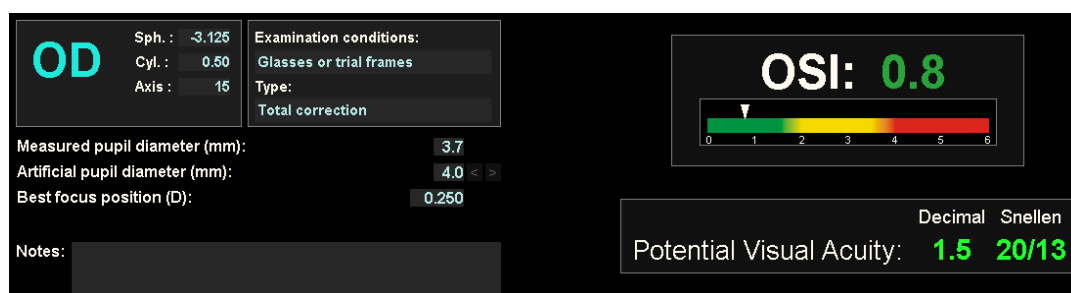 OD
Sph. : -3.125
Cyl. : 0.50
Axis : 15
Examination conditions:
Glasses or trial frames
Type:
Total correction
Measured pupil diameter (mm): 3.7
Artificial pupil diameter (mm): 4.0 < >
Best focus position (D): 0.250
Notes:
OSI: 0.8
0 1 2 3 4 5 6
Decimal Snellen
Potential Visual Acuity: 1.5 20/13